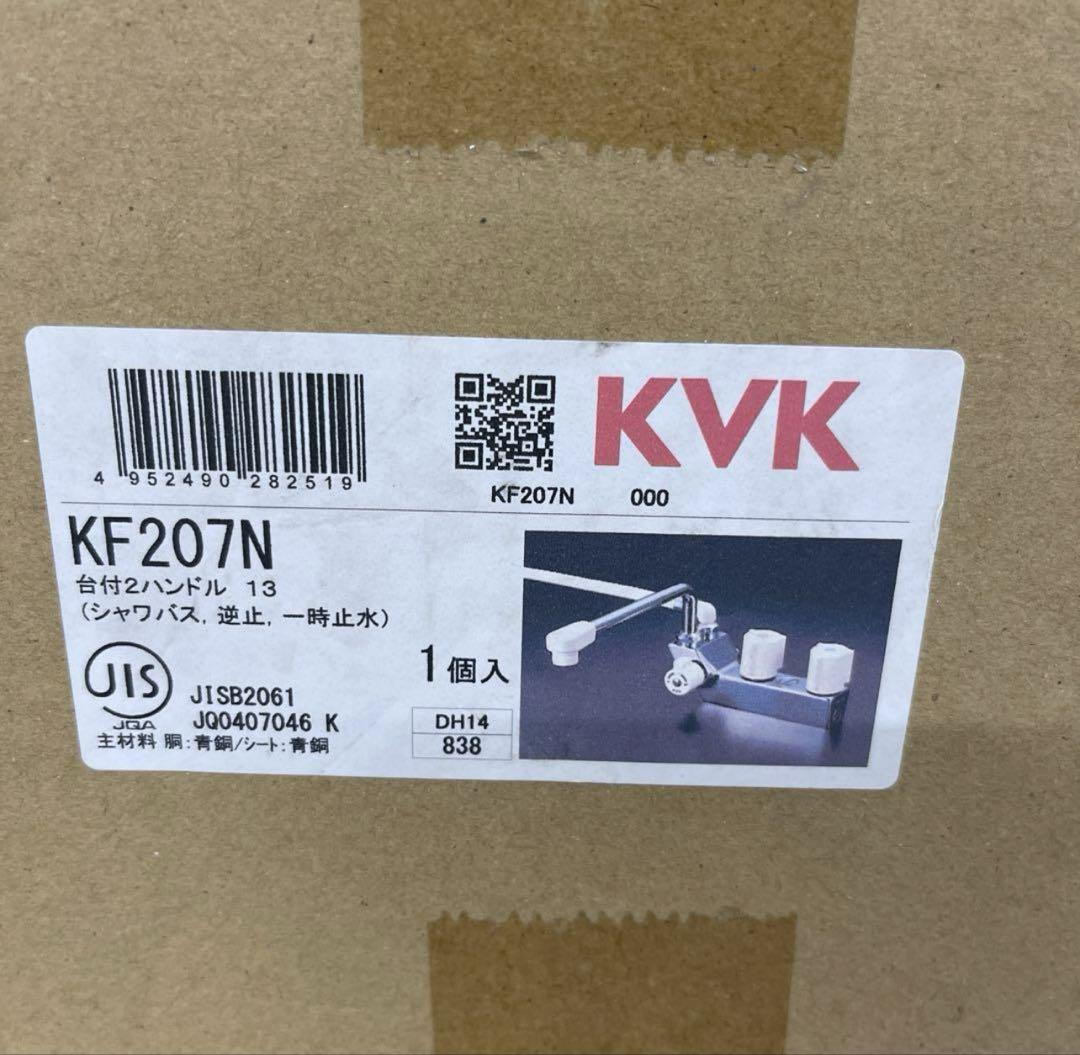 KVK
4 952490 282519
KF207N 000
KF207N
台付2ハンドル 13
(シャワバス, 逆止, 一時止水)
1個入
JIS
JQA
JISB2061
JQ0407046 K
DH14
838
主材料 胴:青銅/シート:青銅